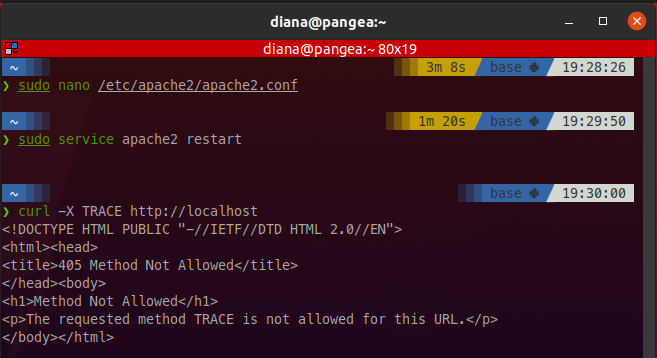 diana@pangea:~
diana@pangea:~ 80x19
~ 3m 8s base 19:28:26
❯ sudo nano /etc/apache2/apache2.conf
~ 1m 20s base 19:29:50
❯ sudo service apache2 restart
~ base 19:30:00
❯ curl -X TRACE http://localhost
<!DOCTYPE HTML PUBLIC "-//IETF//DTD HTML 2.0//EN">
<html><head>
<title>405 Method Not Allowed</title>
</head><body>
<h1>Method Not Allowed</h1>
<p>The requested method TRACE is not allowed for this URL.</p>
</body></html>